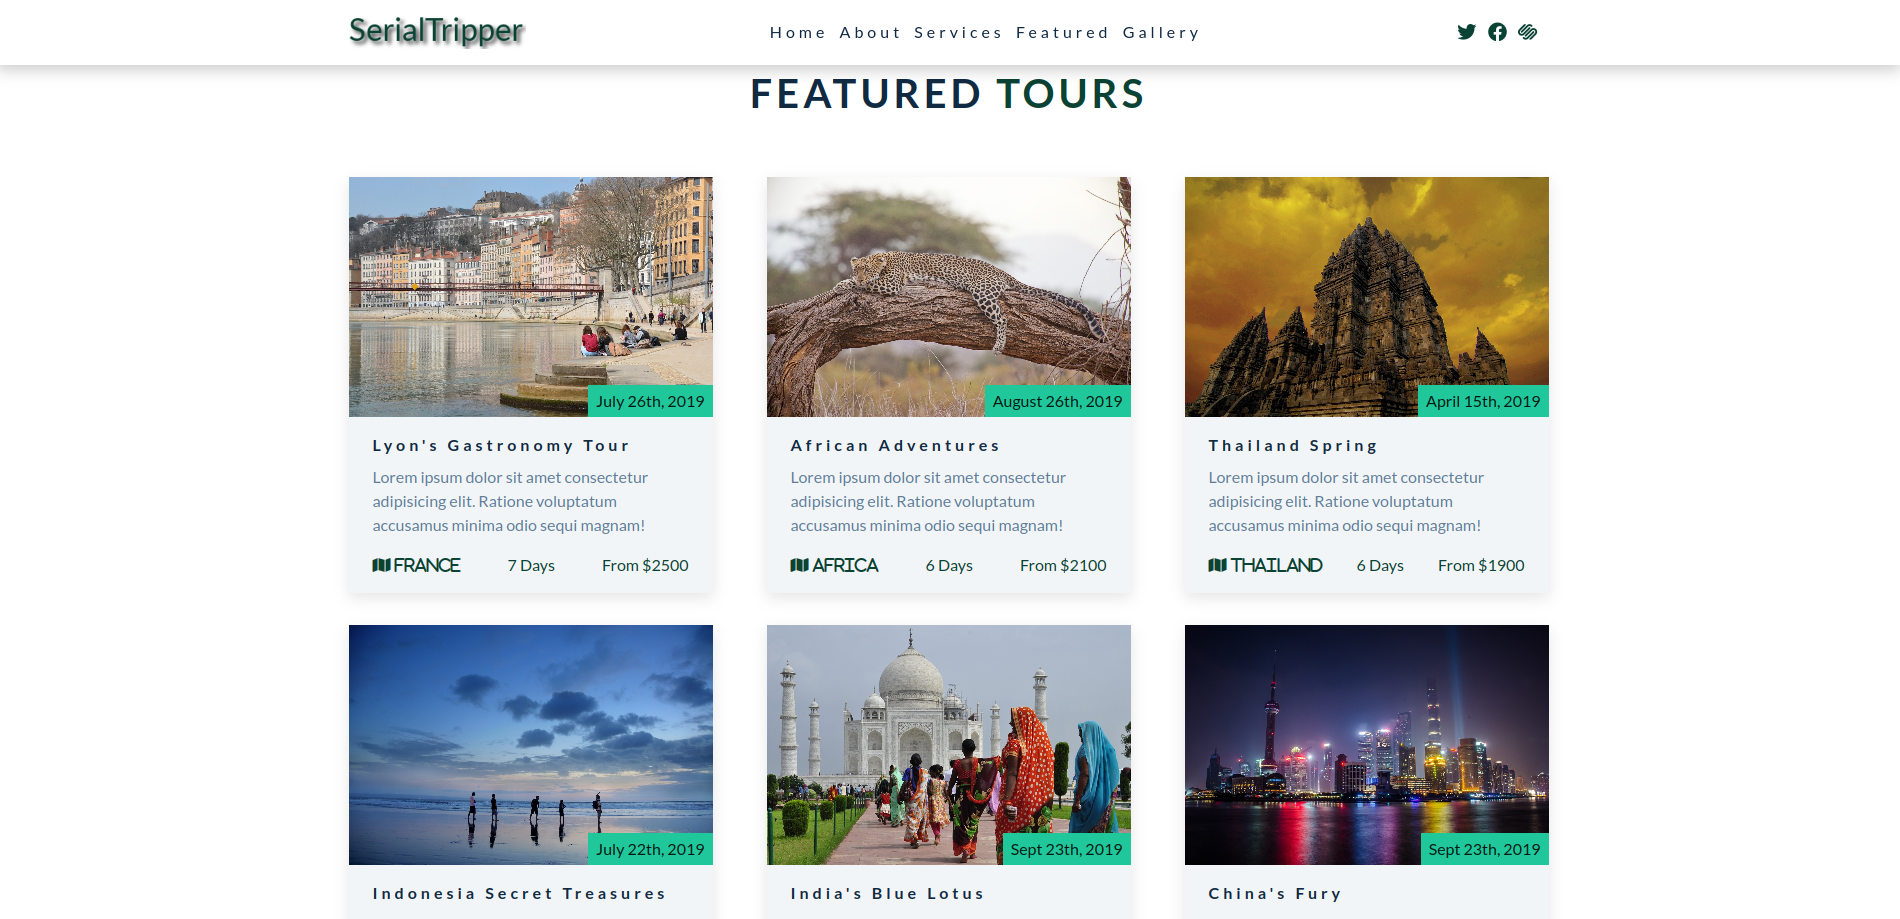 SerialTripper
Home About Services Featured Gallery
FEATURED TOURS
July 26th, 2019
Lyon's Gastronomy Tour
Lorem ipsum dolor sit amet consectetur
adipisicing elit. Ratione voluptatum
accusamus minima odio sequi magnam!
FRANCE 7 Days From $2500
August 26th, 2019
African Adventures
Lorem ipsum dolor sit amet consectetur
adipisicing elit. Ratione voluptatum
accusamus minima odio sequi magnam!
AFRICA 6 Days From $2100
April 15th, 2019
Thailand Spring
Lorem ipsum dolor sit amet consectetur
adipisicing elit. Ratione voluptatum
accusamus minima odio sequi magnam!
THAILAND 6 Days From $1900
July 22th, 2019
Indonesia Secret Treasures
Sept 23th, 2019
India's Blue Lotus
Sept 23th, 2019
China's Fury